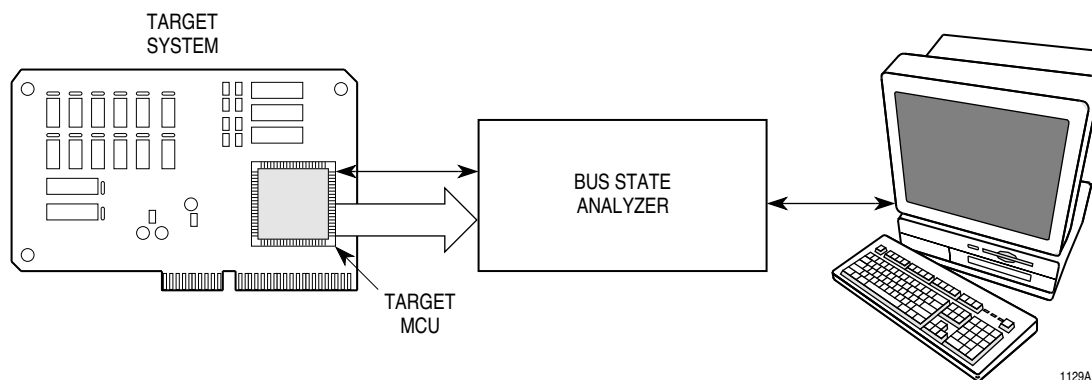 TARGET
SYSTEM
BUS STATE
ANALYZER
TARGET
MCU
1129A